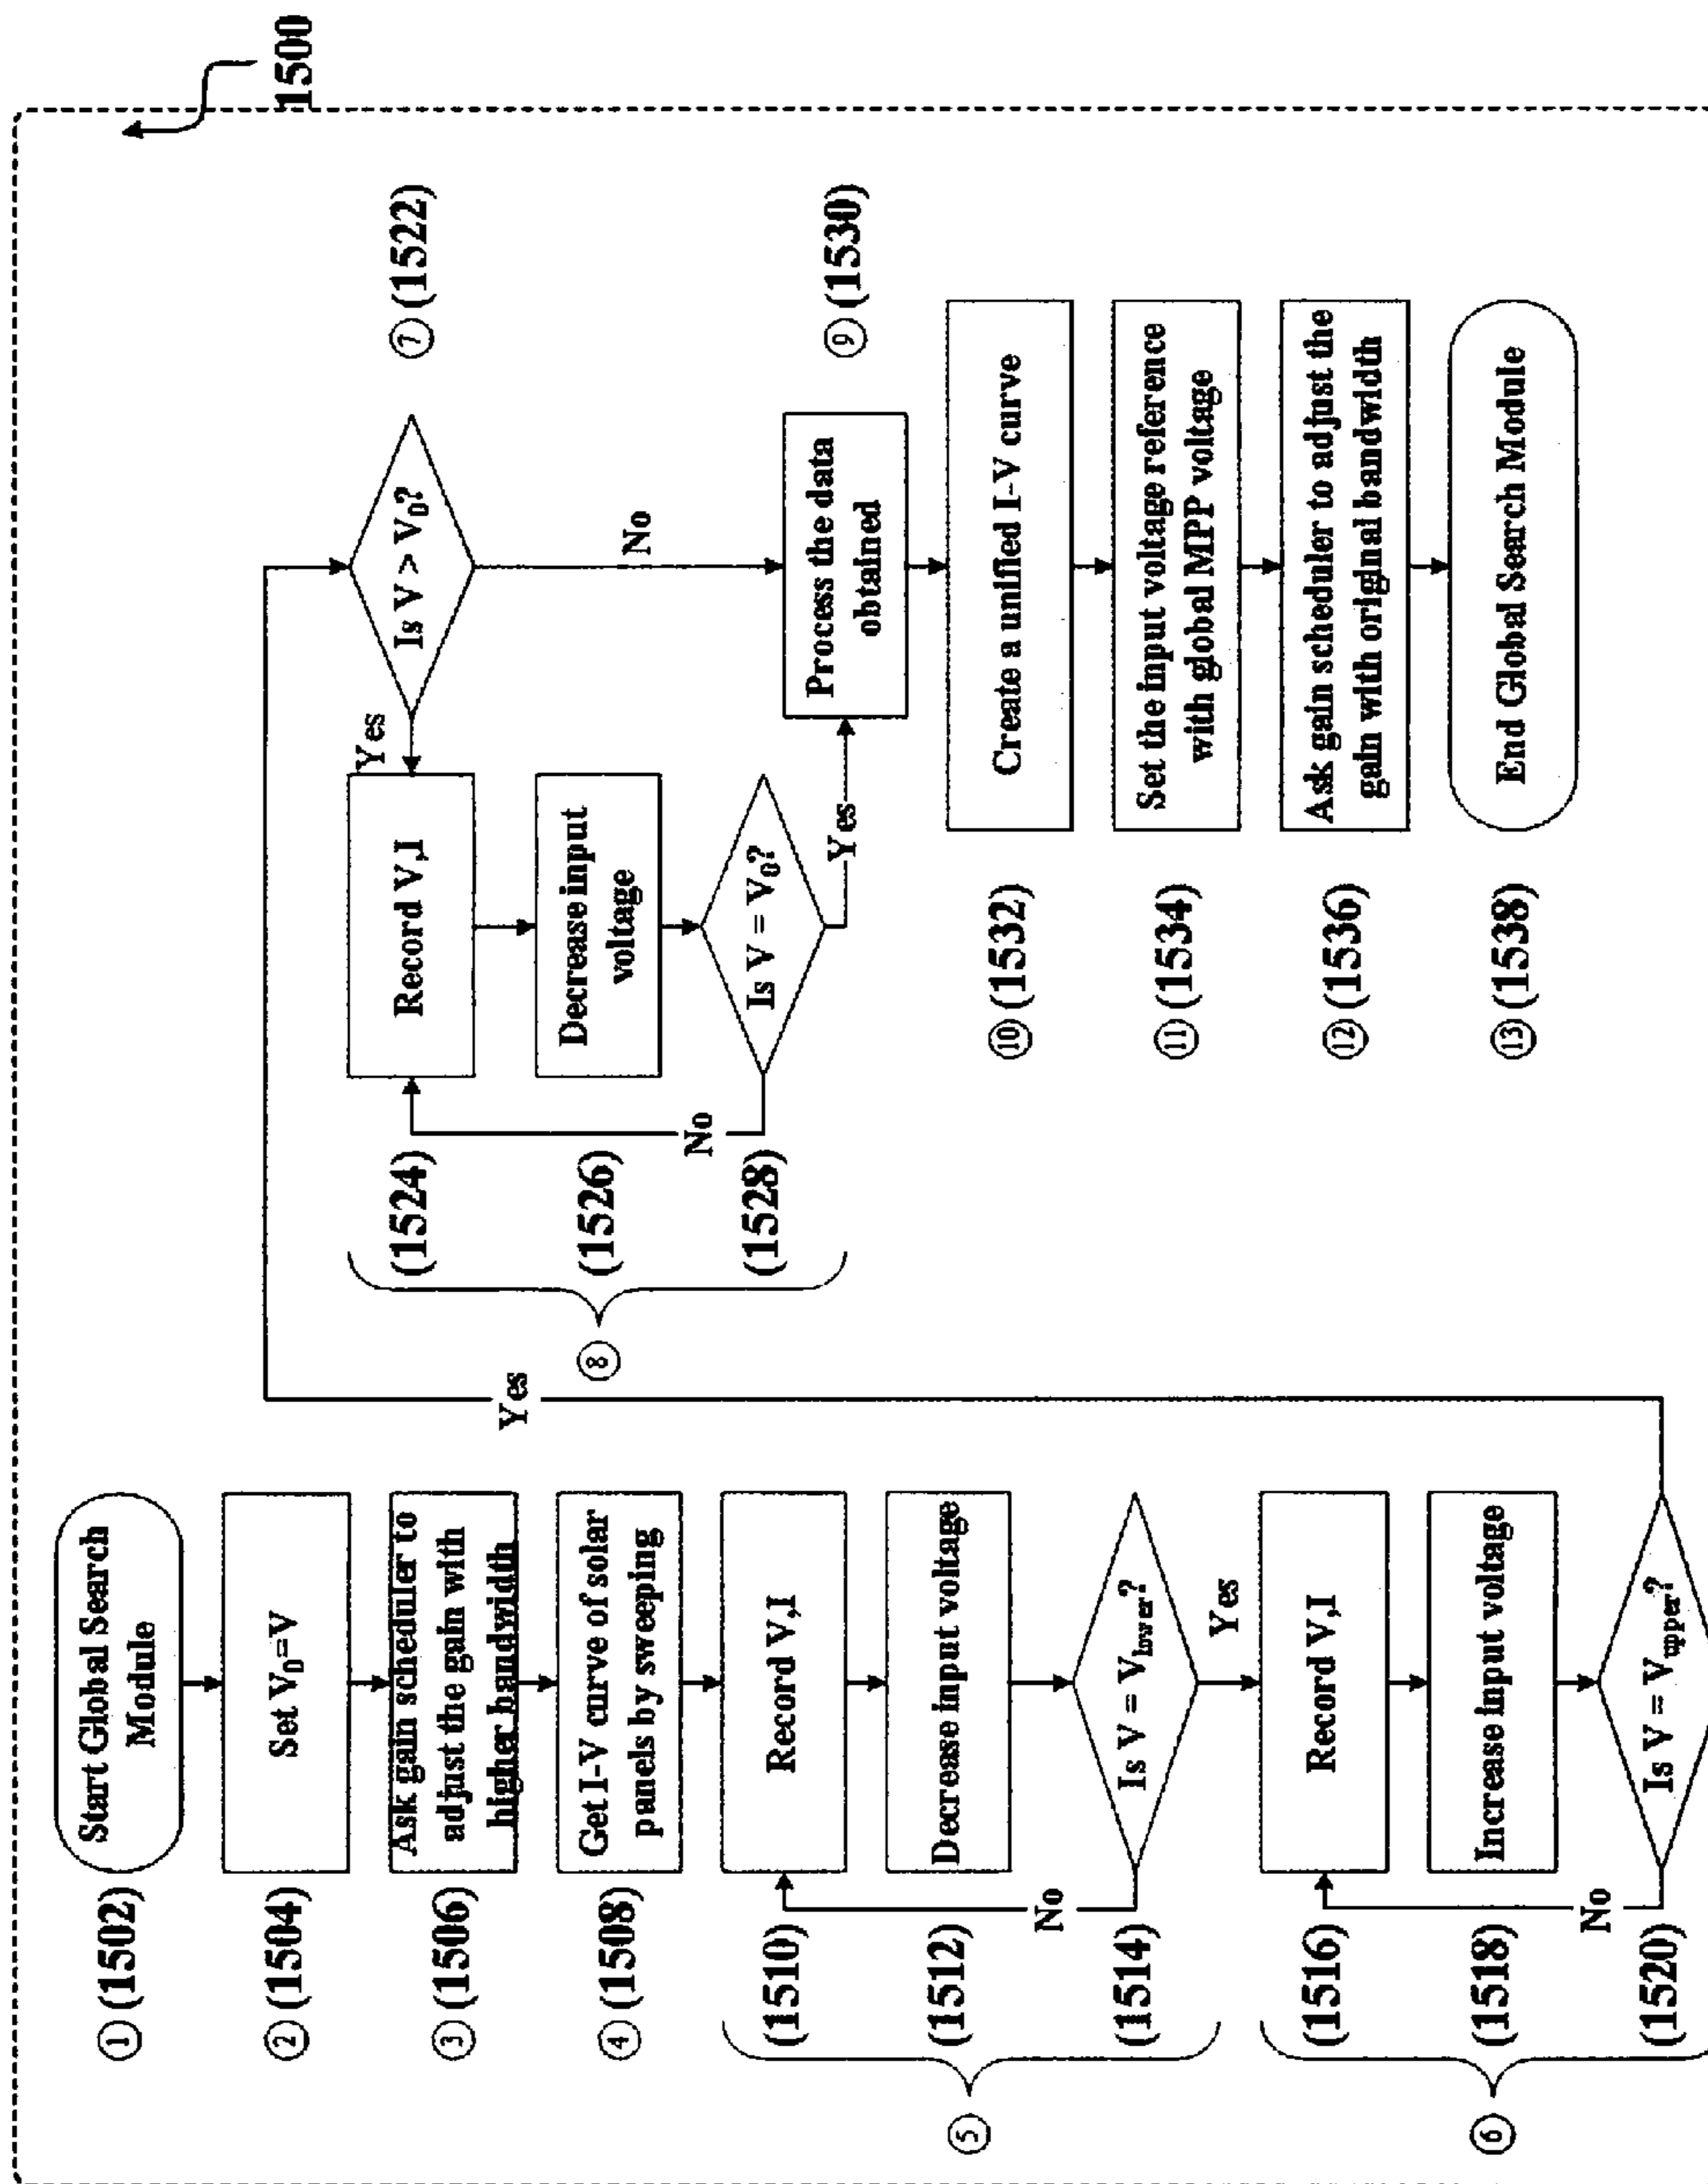 1500
① (1502)
Start Global Search
Module
② (1504)
Set V₀=V
③ (1506)
Ask gain scheduler to
adjust the gain with
higher bandwidth
④ (1508)
Get I-V curve of solar
panels by sweeping
⑤
(1510)
Record V,I
(1512)
Decrease input voltage
(1514)
Is V = Vlower?
No
Yes
⑥
(1516)
Record V,I
(1518)
Increase input voltage
(1520)
Is V = Vupper?
No
Yes
Is V > V₀?
⑦ (1522)
Yes
No
⑧
(1524)
Record V,I
(1526)
Decrease input
voltage
(1528)
Is V = V₀?
No
Yes
Process the data
obtained
⑨ (1530)
⑩ (1532)
Create a unified I-V curve
⑪ (1534)
Set the input voltage reference
with global MPP voltage
⑫ (1536)
Ask gain scheduler to adjust the
gain with original bandwidth
⑬ (1538)
End Global Search Module